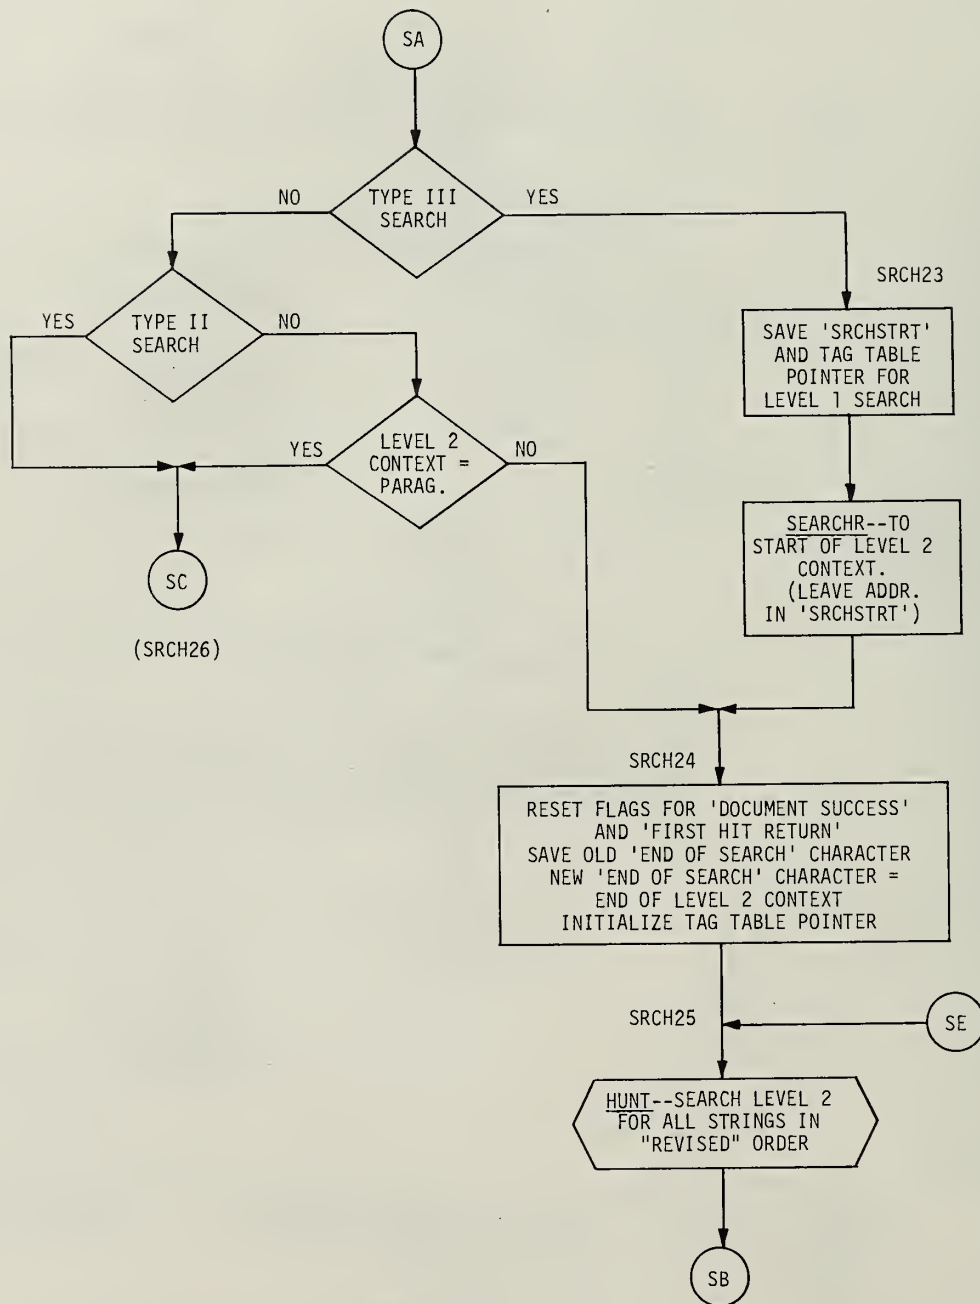 SA
TYPE III
SEARCH
NO
YES
SRCH23
TYPE II
SEARCH
YES
NO
SAVE 'SRCHSTRT'
AND TAG TABLE
POINTER FOR
LEVEL 1 SEARCH
LEVEL 2
CONTEXT =
PARAG.
YES
NO
SEARCHR--TO
START OF LEVEL 2
CONTEXT.
(LEAVE ADDR.
IN 'SRCHSTRT')
SC
(SRCH26)
SRCH24
RESET FLAGS FOR 'DOCUMENT SUCCESS'
AND 'FIRST HIT RETURN'
SAVE OLD 'END OF SEARCH' CHARACTER
NEW 'END OF SEARCH' CHARACTER =
END OF LEVEL 2 CONTEXT
INITIALIZE TAG TABLE POINTER
SRCH25
SE
HUNT--SEARCH LEVEL 2
FOR ALL STRINGS IN
"REVISED" ORDER
SB